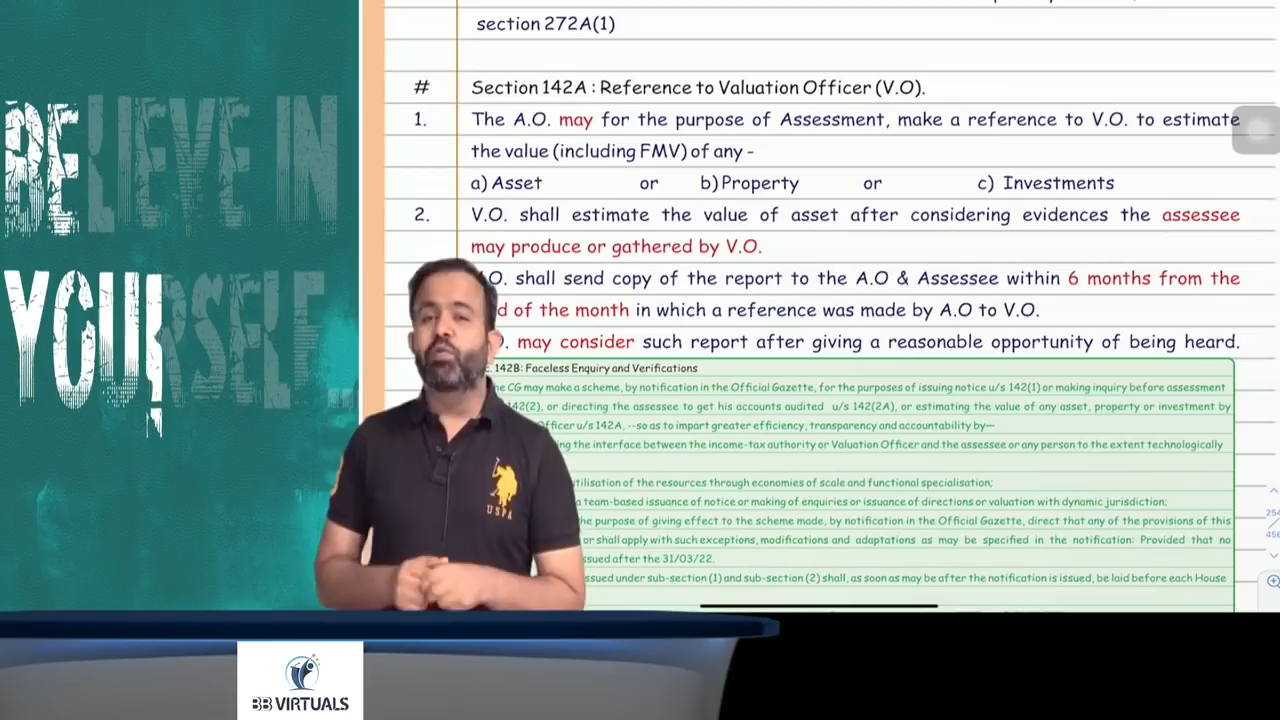 BELIEVE IN
YOURSELF...
section 272A(1)
# Section 142A : Reference to Valuation Officer (V.O).
1. The A.O. may for the purpose of Assessment, make a reference to V.O. to estimate
the value (including FMV) of any -
a) Asset or b) Property or c) Investments
2. V.O. shall estimate the value of asset after considering evidences the assessee
may produce or gathered by V.O.
.O. shall send copy of the report to the A.O & Assessee within 6 months from the
d of the month in which a reference was made by A.O to V.O.
. may consider such report after giving a reasonable opportunity of being heard.
. 142B: Faceless Enquiry and Verifications
he CG may make a scheme, by notification in the Official Gazette, for the purposes of issuing notice u/s 142(1) or making inquiry before assessment
142(2), or directing the assessee to get his accounts audited u/s 142(2A), or estimating the value of any asset, property or investment by
Officer u/s 142A, --so as to impart greater efficiency, transparency and accountability by—
ing the interface between the income-tax authority or Valuation Officer and the assessee or any person to the extent technologically
tilisation of the resources through economies of scale and functional specialisation;
a team-based issuance of notice or making of enquiries or issuance of directions or valuation with dynamic jurisdiction;
he purpose of giving effect to the scheme made, by notification in the Official Gazette, direct that any of the provisions of this
or shall apply with such exceptions, modifications and adaptations as may be specified in the notification: Provided that no
ssued after the 31/03/22.
ssued under sub-section (1) and sub-section (2) shall, as soon as may be after the notification is issued, be laid before each House
254
456
USPA
BB VIRTUALS